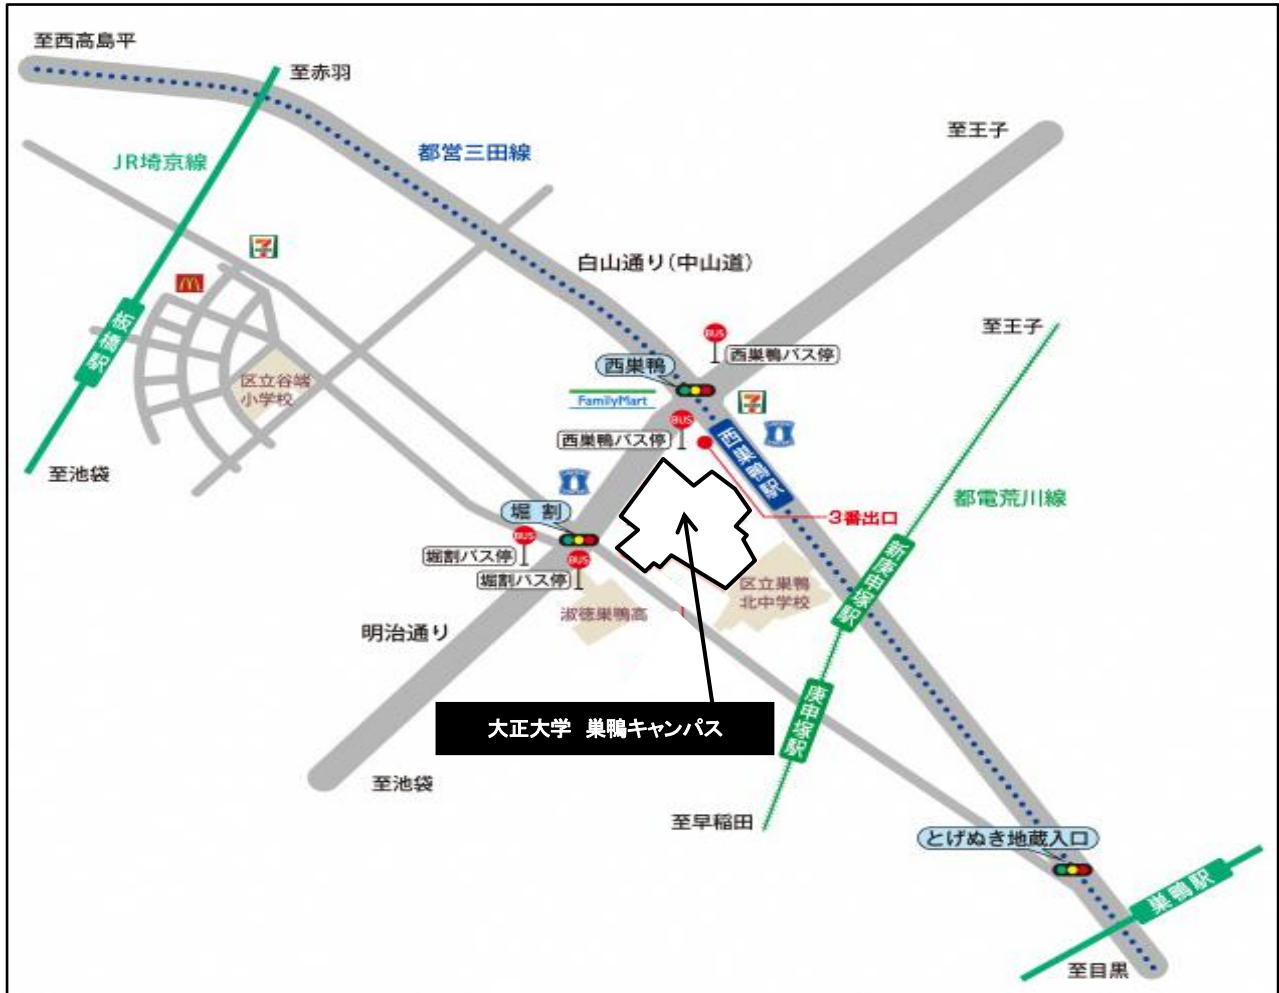 至西高島平
至赤羽
至王子
JR埼京線
都営三田線
白山通り(中山道)
至王子
BUS
西巣鴨バス停
西巣鴨
板橋駅
区立谷端
小学校
FamilyMart
7
7
BUS
西巣鴨バス停
西巣鴨駅
至池袋
都電荒川線
堀 割
3番出口
BUS
堀割バス停
BUS
堀割バス停
新庚申塚駅
区立巣鴨
北中学校
淑徳巣鴨高
明治通り
庚申塚駅
大正大学 巣鴨キャンパス
至池袋
至早稲田
とげぬき地蔵入口
巣鴨駅
至目黒